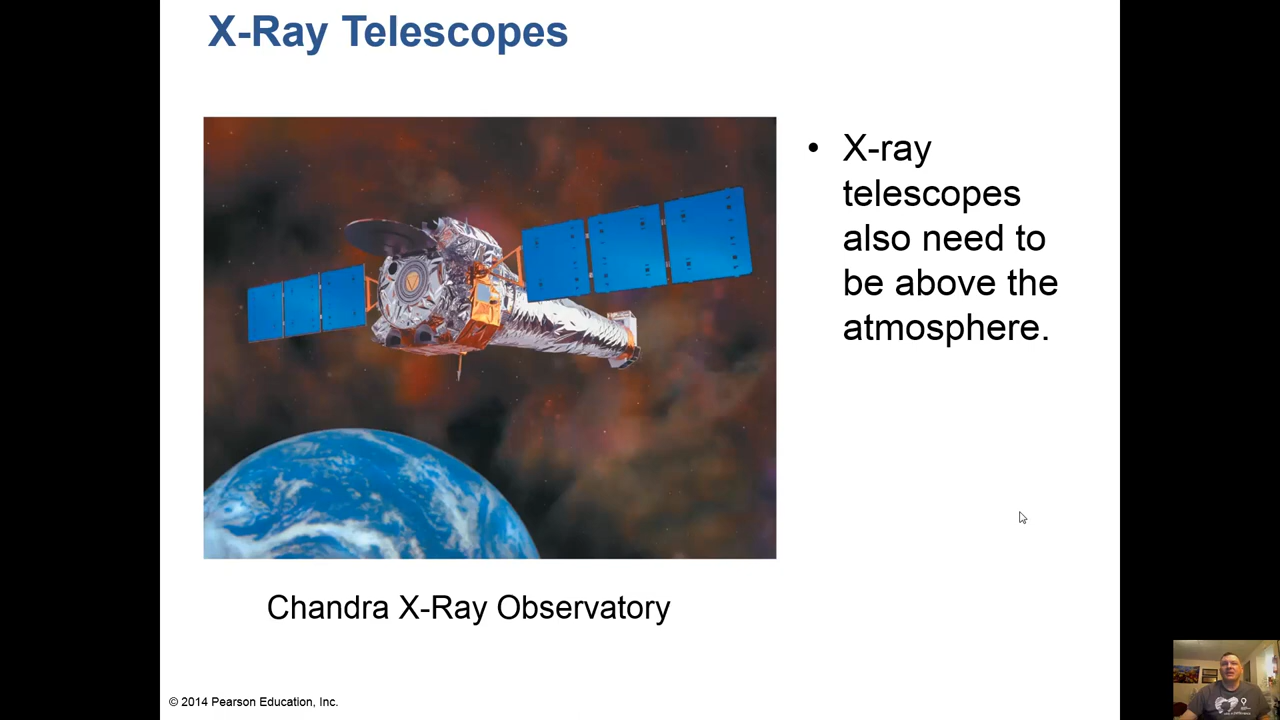 X-Ray Telescopes
• X-ray
telescopes
also need to
be above the
atmosphere.
Chandra X-Ray Observatory
© 2014 Pearson Education, Inc.